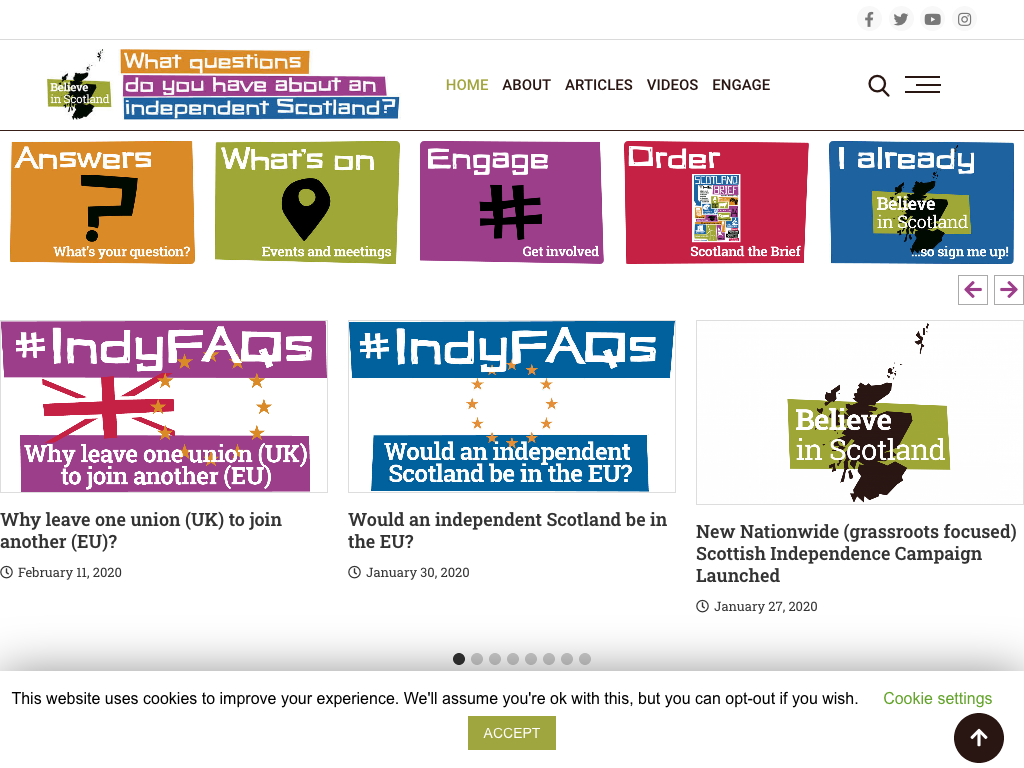 Believe
in Scotland
What questions
do you have about an
independent Scotland?
HOME ABOUT ARTICLES VIDEOS ENGAGE
Answers
What's your question?
What's on
Events and meetings
Engage
#
Get involved
Order
SCOTLAND
BRIEF
Scotland the Brief
I already
Believe
in Scotland
...so sign me up!
#IndyFAQs
Why leave one union (UK)
to join another (EU)
Why leave one union (UK) to join
another (EU)?
February 11, 2020
#IndyFAQs
Would an independent
Scotland be in the EU?
Would an independent Scotland be in
the EU?
January 30, 2020
Believe
in Scotland
New Nationwide (grassroots focused)
Scottish Independence Campaign
Launched
January 27, 2020
This website uses cookies to improve your experience. We'll assume you're ok with this, but you can opt-out if you wish. Cookie settings
ACCEPT